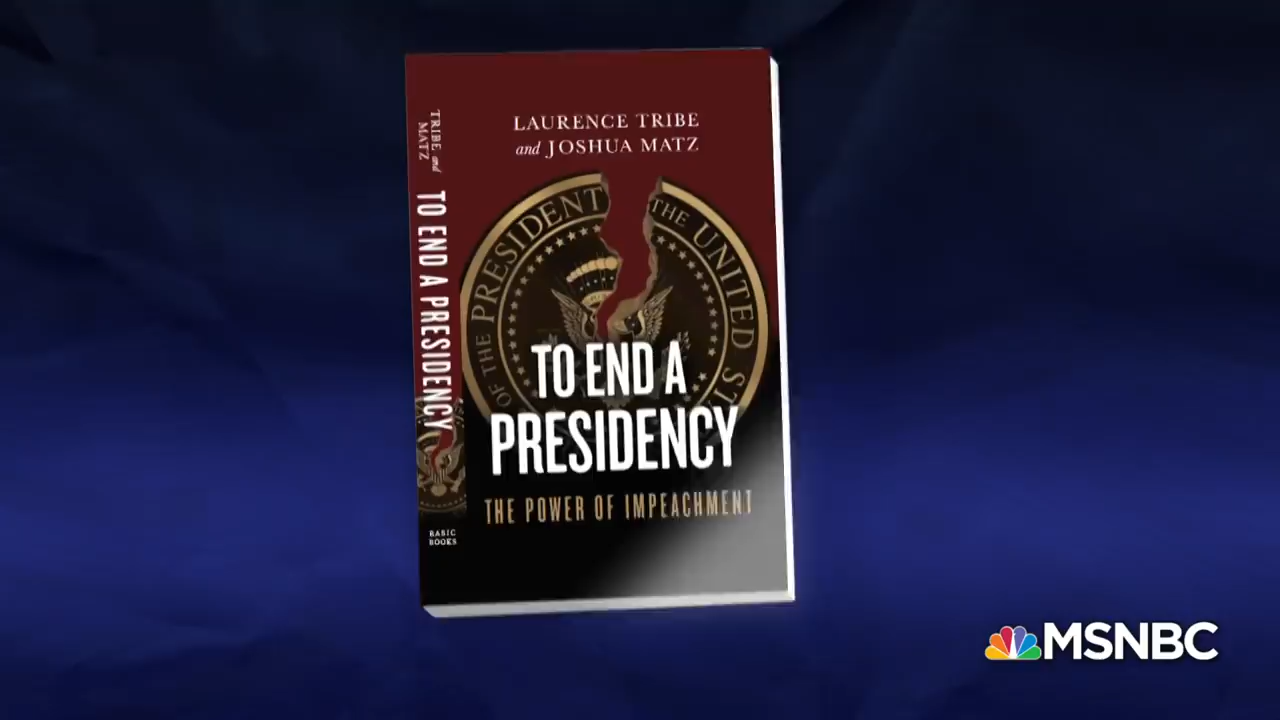 LAURENCE TRIBE
and JOSHUA MATZ
OF THE PRESIDENT
THE UNITED ST
TO END A
PRESIDENCY
THE POWER OF IMPEACHMENT
TRIBE and
MATZ
TO END A PRESIDENCY
BASIC
BOOKS
MSNBC